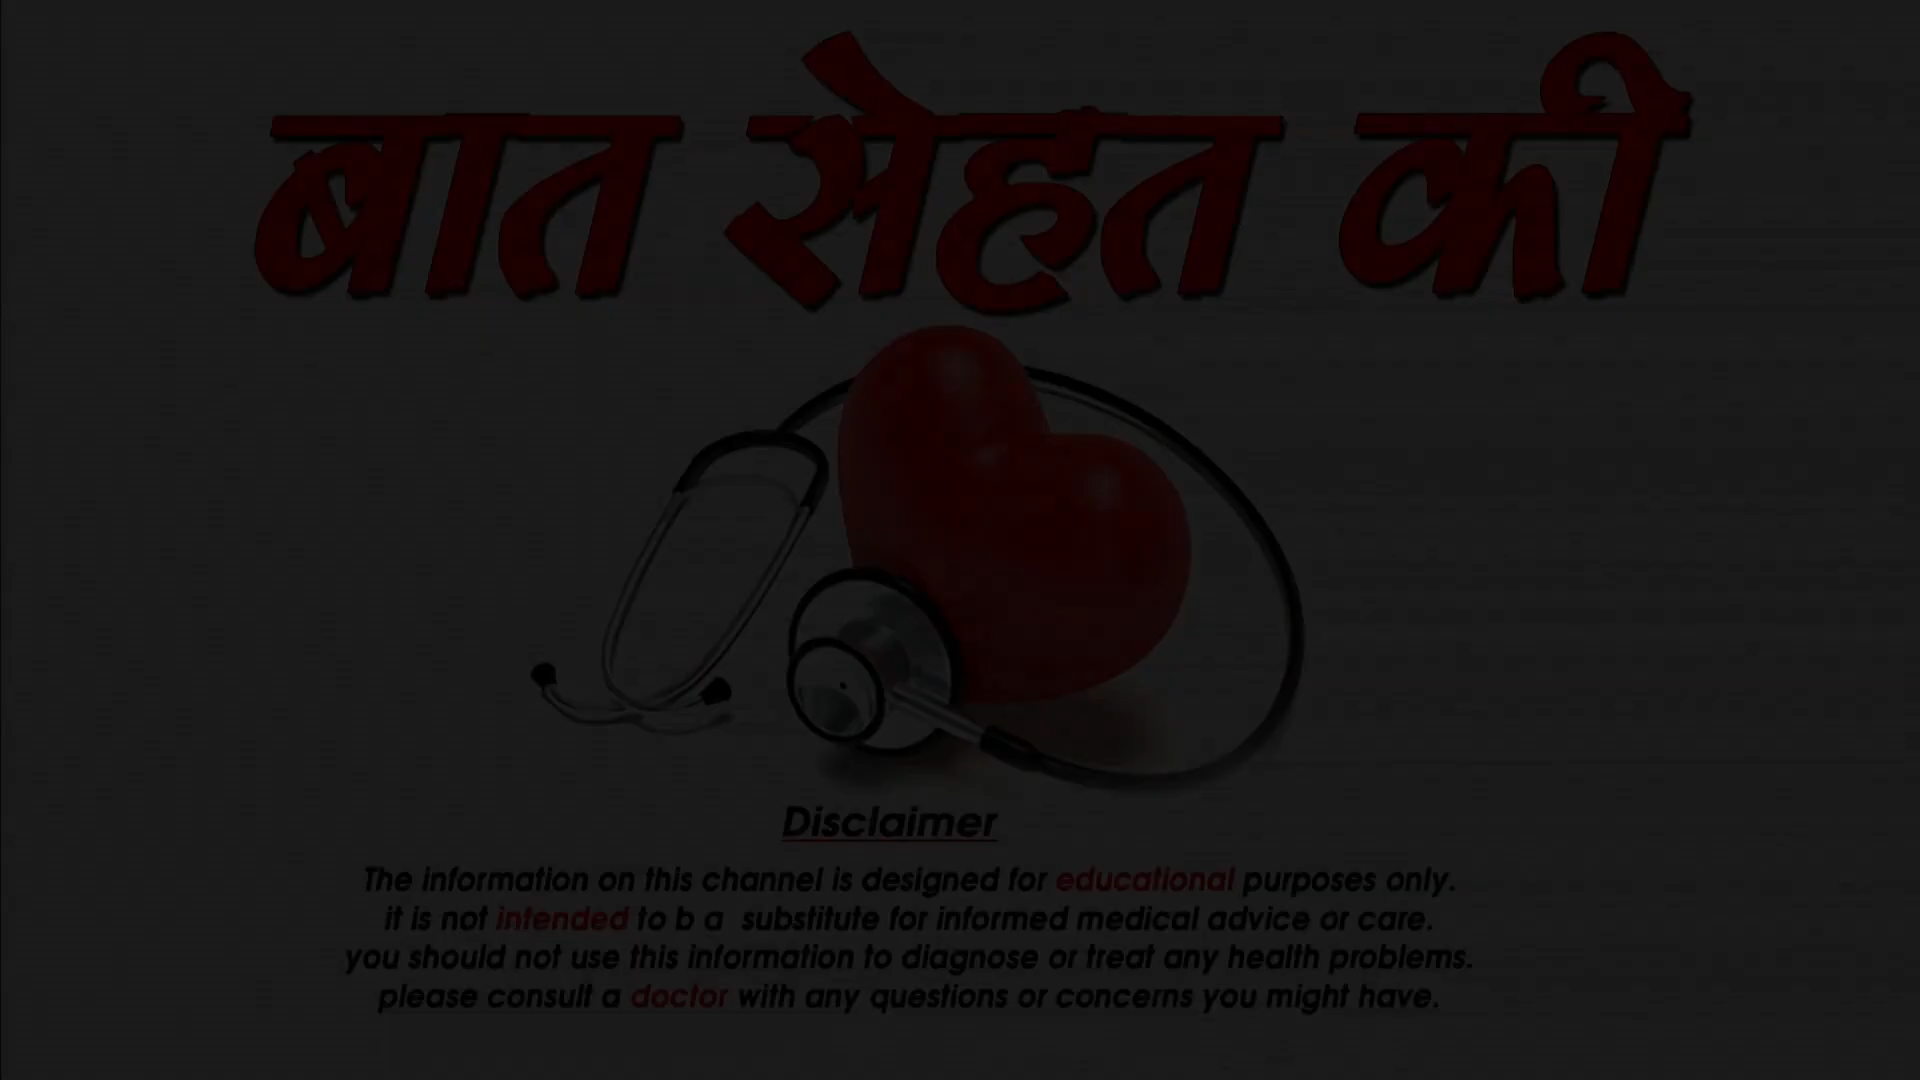 बात सेहत की
Disclaimer
The information on this channel is designed for educational purposes only.
it is not intended to b a substitute for informed medical advice or care.
you should not use this information to diagnose or treat any health problems.
please consult a doctor with any questions or concerns you might have.